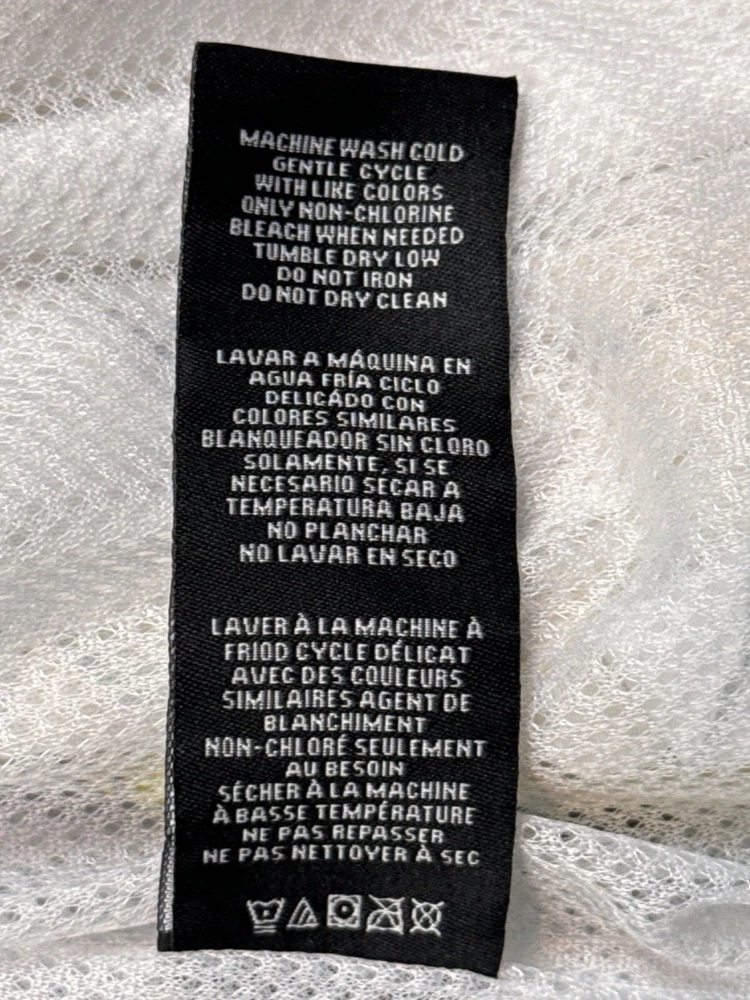 MACHINE WASH COLD
GENTLE CYCLE
WITH LIKE COLORS
ONLY NON-CHLORINE
BLEACH WHEN NEEDED
TUMBLE DRY LOW
DO NOT IRON
DO NOT DRY CLEAN
LAVAR A MÁQUINA EN
AGUA FRÍA CICLO
DELICÁDO CON
COLORES SIMILARES
BLANQUEADOR SIN CLORO
SOLAMENTE, SI SE
NECESARIO SECAR A
TEMPERATURA BAJA
NO PLANCHAR
NO LAVAR EN SECO
LAVER À LA MACHINE À
FRIOD CYCLE DÉLICAT
AVEC DES COULEURS
SIMILAIRES AGENT DE
BLANCHIMENT
NON-CHLORÉ SEULEMENT
AU BESOIN
SÉCHER À LA MACHINE
À BASSE TEMPÉRATURE
NE PAS REPASSER
NE PAS NETTOYER À SEC